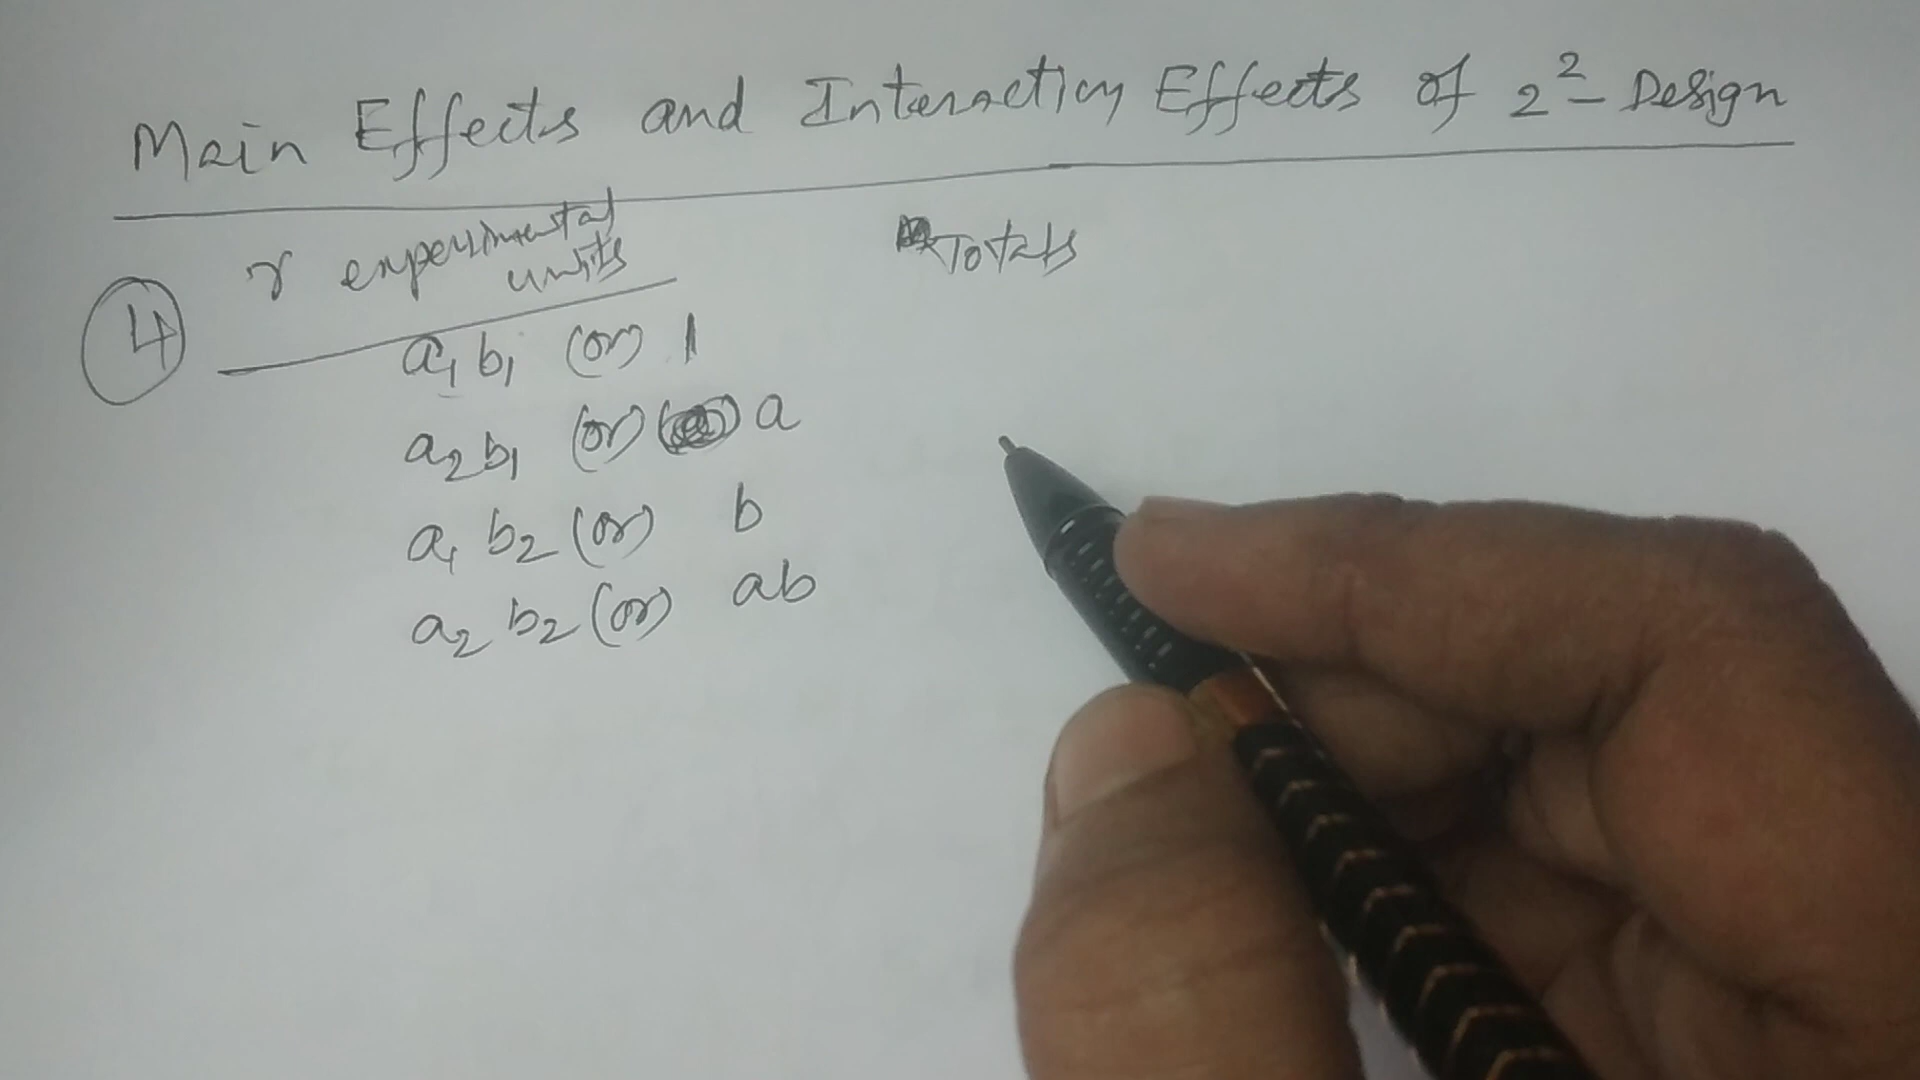 Main Effects and Interaction Effects of 2² - Design
r experimental units
Totals
4
a₁ b₁ (or) 1
a₂ b₁ (or) a
a₁ b₂ (or) b
a₂ b₂ (or) ab